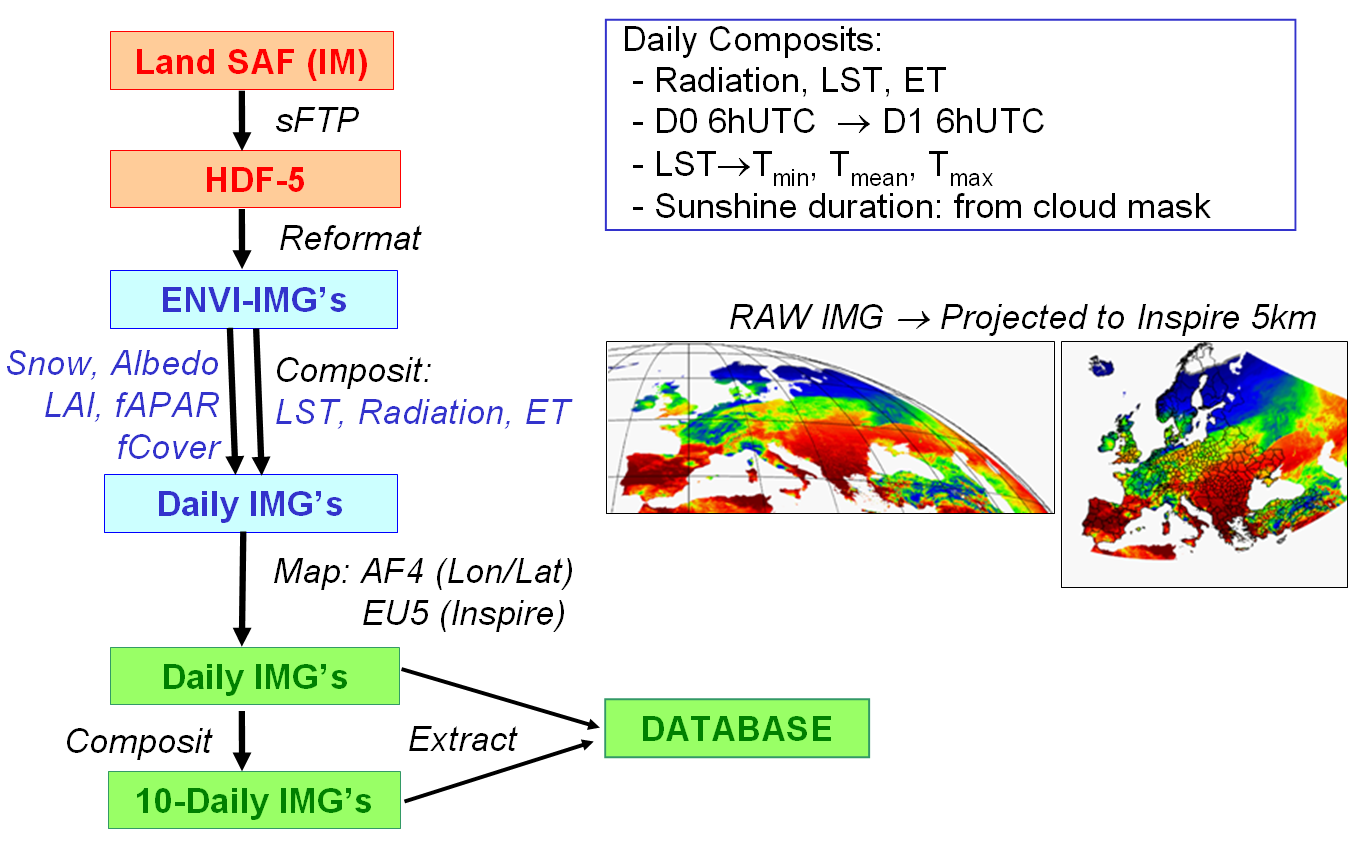 Land SAF (IM)
sFTP
HDF-5
Reformat
ENVI-IMG’s
Snow, Albedo
LAI, fAPAR
fCover
Composit:
LST, Radiation, ET
Daily IMG’s
Map: AF4 (Lon/Lat)
EU5 (Inspire)
Daily IMG’s
Composit
Extract
10-Daily IMG’s
DATABASE
Daily Composits:
- Radiation, LST, ET
- D0 6hUTC → D1 6hUTC
- LST→Tmin, Tmean, Tmax
- Sunshine duration: from cloud mask
RAW IMG → Projected to Inspire 5km